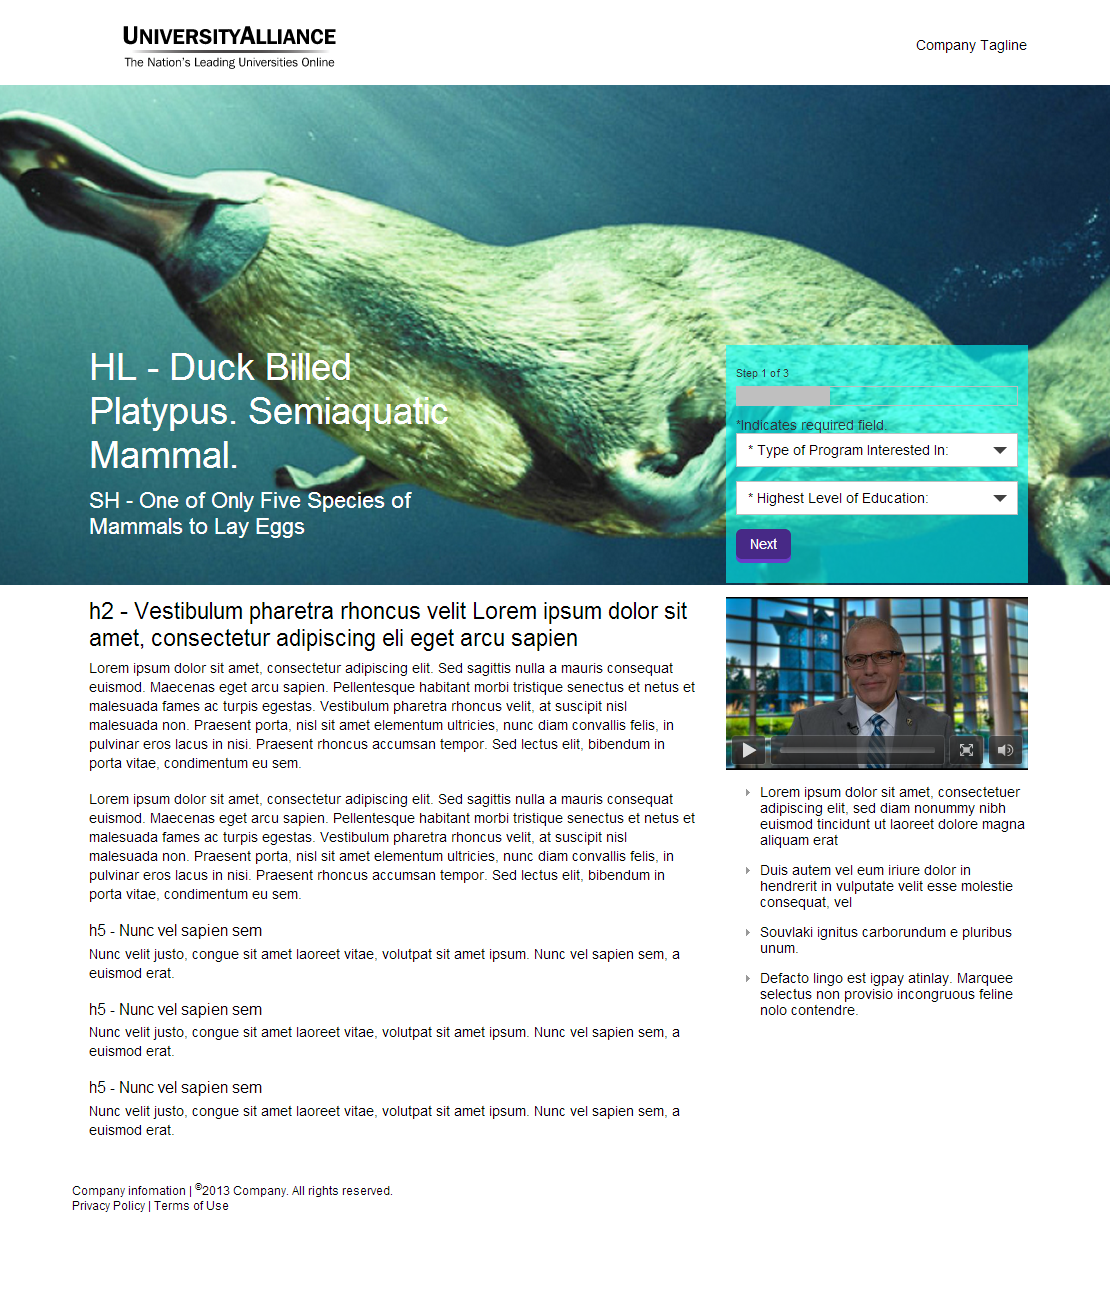 UNIVERSITYALLIANCE
The Nation's Leading Universities Online
Company Tagline
HL - Duck Billed
Platypus. Semiaquatic
Mammal.
SH - One of Only Five Species of
Mammals to Lay Eggs
Step 1 of 3
*Indicates required field.
* Type of Program Interested In:
* Highest Level of Education:
Next
h2 - Vestibulum pharetra rhoncus velit Lorem ipsum dolor sit
amet, consectetur adipiscing eli eget arcu sapien
Lorem ipsum dolor sit amet, consectetur adipiscing elit. Sed sagittis nulla a mauris consequat
euismod. Maecenas eget arcu sapien. Pellentesque habitant morbi tristique senectus et netus et
malesuada fames ac turpis egestas. Vestibulum pharetra rhoncus velit, at suscipit nisl
malesuada non. Praesent porta, nisl sit amet elementum ultricies, nunc diam convallis felis, in
pulvinar eros lacus in nisi. Praesent rhoncus accumsan tempor. Sed lectus elit, bibendum in
porta vitae, condimentum eu sem.
Lorem ipsum dolor sit amet, consectetur adipiscing elit. Sed sagittis nulla a mauris consequat
euismod. Maecenas eget arcu sapien. Pellentesque habitant morbi tristique senectus et netus et
malesuada fames ac turpis egestas. Vestibulum pharetra rhoncus velit, at suscipit nisl
malesuada non. Praesent porta, nisl sit amet elementum ultricies, nunc diam convallis felis, in
pulvinar eros lacus in nisi. Praesent rhoncus accumsan tempor. Sed lectus elit, bibendum in
porta vitae, condimentum eu sem.
h5 - Nunc vel sapien sem
Nunc velit justo, congue sit amet laoreet vitae, volutpat sit amet ipsum. Nunc vel sapien sem, a
euismod erat.
h5 - Nunc vel sapien sem
Nunc velit justo, congue sit amet laoreet vitae, volutpat sit amet ipsum. Nunc vel sapien sem, a
euismod erat.
h5 - Nunc vel sapien sem
Nunc velit justo, congue sit amet laoreet vitae, volutpat sit amet ipsum. Nunc vel sapien sem, a
euismod erat.
Lorem ipsum dolor sit amet, consectetuer
adipiscing elit, sed diam nonummy nibh
euismod tincidunt ut laoreet dolore magna
aliquam erat
Duis autem vel eum iriure dolor in
hendrerit in vulputate velit esse molestie
consequat, vel
Souvlaki ignitus carborundum e pluribus
unum.
Defacto lingo est igpay atinlay. Marquee
selectus non provisio incongruous feline
nolo contendre.
Company infomation | ©2013 Company. All rights reserved.
Privacy Policy | Terms of Use